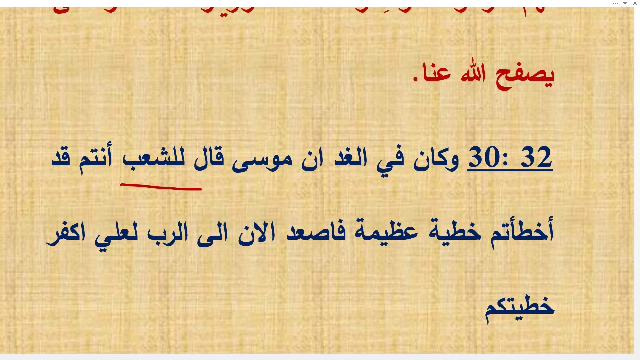 يصفح الله عنا.
32 :30 وكان في الغد ان موسى قال للشعب أنتم قد
أخطأتم خطية عظيمة فاصعد الان الى الرب لعلي اكفر
خطيتكم